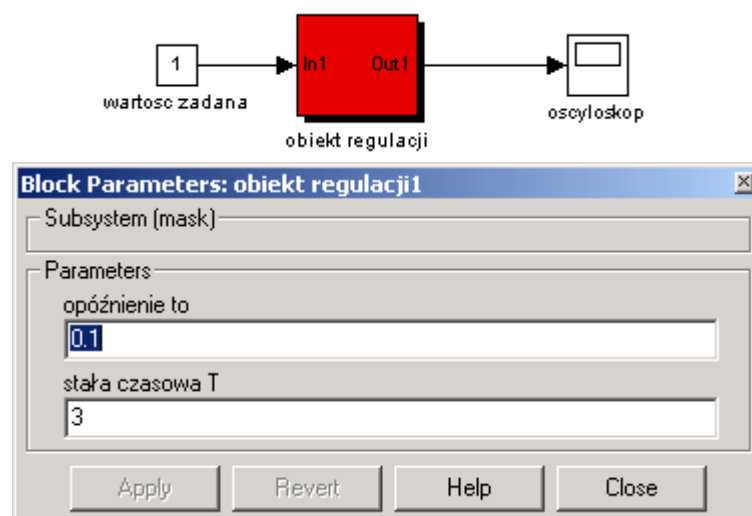 1
In1 Out1
wartosc zadana
oscyloskop
obiekt regulacji
Block Parameters: obiekt regulacji1
Subsystem (mask)
Parameters
opóźnienie to
0.1
stała czasowa T
3
Apply Revert Help Close